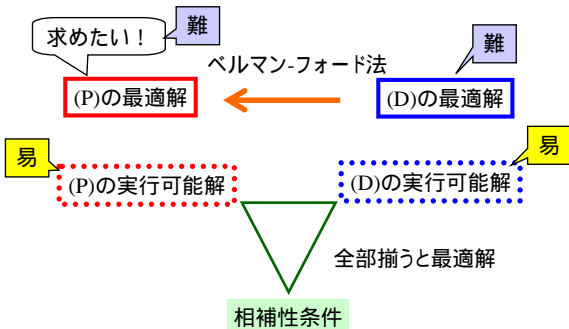 求めたい！
難
難
ベルマン-フォード法
(P)の最適解
(D)の最適解
易
易
(P)の実行可能解
(D)の実行可能解
全部揃うと最適解
相補性条件